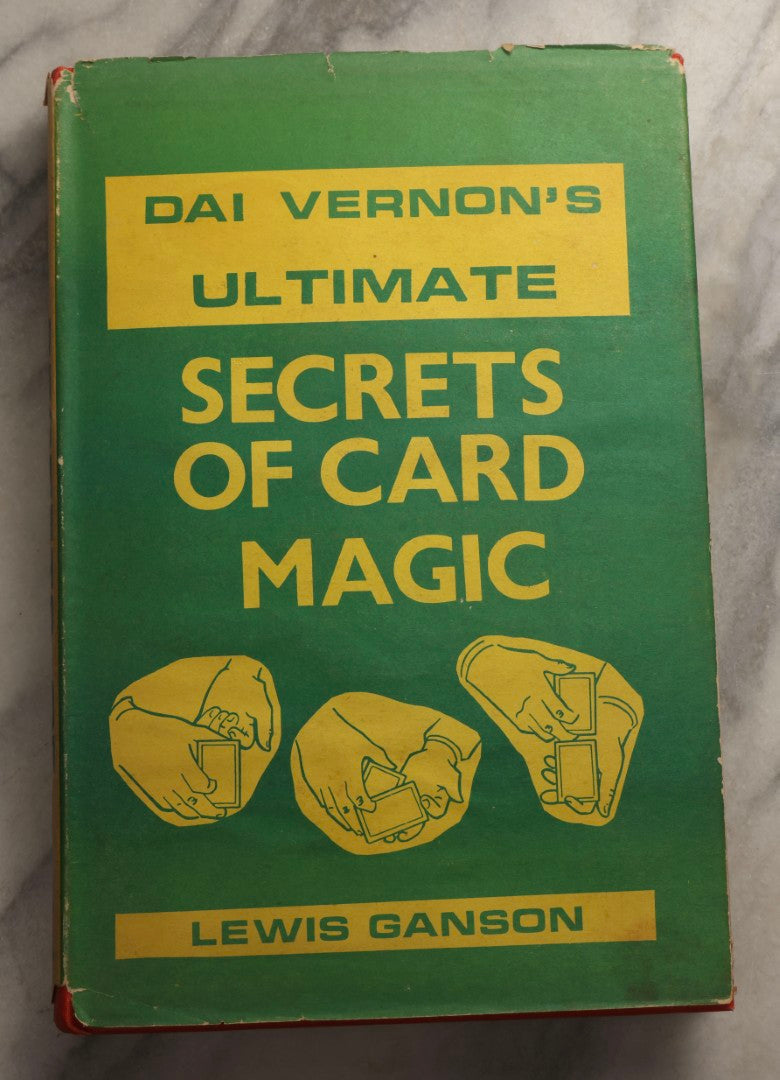 DAI VERNON'S
ULTIMATE
SECRETS
OF CARD
MAGIC
LEWIS GANSON